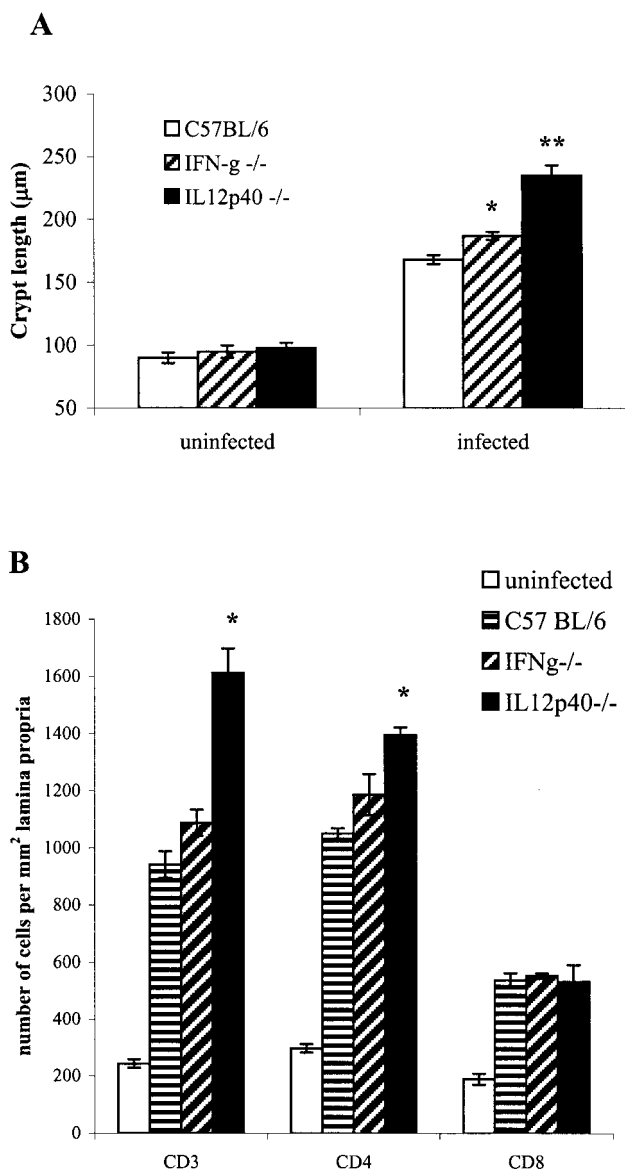 A
Crypt length (μm)
300
250
200
150
100
50
C57BL/6
IFN-g -/-
IL12p40 -/-
*
**
uninfected
infected
B
number of cells per mm² lamina propria
1800
1600
1400
1200
1000
800
600
400
200
0
uninfected
C57 BL/6
IFNg-/-
IL12p40-/-
*
*
CD3
CD4
CD8